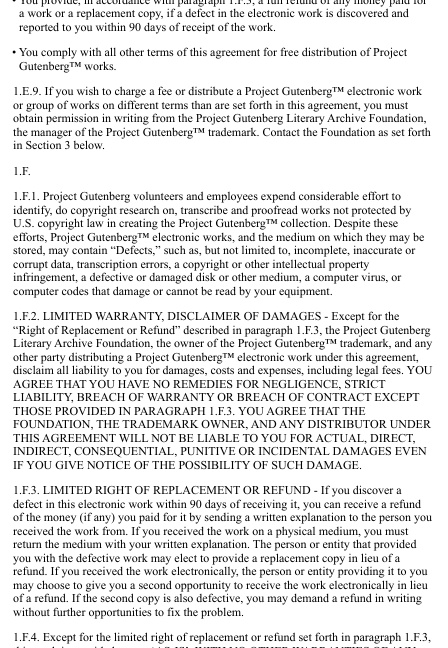 • You provide, in accordance with paragraph 1.F.3, a full refund of any money paid for
a work or a replacement copy, if a defect in the electronic work is discovered and
reported to you within 90 days of receipt of the work.
• You comply with all other terms of this agreement for free distribution of Project
Gutenberg™ works.
1.E.9. If you wish to charge a fee or distribute a Project Gutenberg™ electronic work
or group of works on different terms than are set forth in this agreement, you must
obtain permission in writing from the Project Gutenberg Literary Archive Foundation,
the manager of the Project Gutenberg™ trademark. Contact the Foundation as set forth
in Section 3 below.
1.F.
1.F.1. Project Gutenberg volunteers and employees expend considerable effort to
identify, do copyright research on, transcribe and proofread works not protected by
U.S. copyright law in creating the Project Gutenberg™ collection. Despite these
efforts, Project Gutenberg™ electronic works, and the medium on which they may be
stored, may contain “Defects,” such as, but not limited to, incomplete, inaccurate or
corrupt data, transcription errors, a copyright or other intellectual property
infringement, a defective or damaged disk or other medium, a computer virus, or
computer codes that damage or cannot be read by your equipment.
1.F.2. LIMITED WARRANTY, DISCLAIMER OF DAMAGES - Except for the
“Right of Replacement or Refund” described in paragraph 1.F.3, the Project Gutenberg
Literary Archive Foundation, the owner of the Project Gutenberg™ trademark, and any
other party distributing a Project Gutenberg™ electronic work under this agreement,
disclaim all liability to you for damages, costs and expenses, including legal fees. YOU
AGREE THAT YOU HAVE NO REMEDIES FOR NEGLIGENCE, STRICT
LIABILITY, BREACH OF WARRANTY OR BREACH OF CONTRACT EXCEPT
THOSE PROVIDED IN PARAGRAPH 1.F.3. YOU AGREE THAT THE
FOUNDATION, THE TRADEMARK OWNER, AND ANY DISTRIBUTOR UNDER
THIS AGREEMENT WILL NOT BE LIABLE TO YOU FOR ACTUAL, DIRECT,
INDIRECT, CONSEQUENTIAL, PUNITIVE OR INCIDENTAL DAMAGES EVEN
IF YOU GIVE NOTICE OF THE POSSIBILITY OF SUCH DAMAGE.
1.F.3. LIMITED RIGHT OF REPLACEMENT OR REFUND - If you discover a
defect in this electronic work within 90 days of receiving it, you can receive a refund
of the money (if any) you paid for it by sending a written explanation to the person you
received the work from. If you received the work on a physical medium, you must
return the medium with your written explanation. The person or entity that provided
you with the defective work may elect to provide a replacement copy in lieu of a
refund. If you received the work electronically, the person or entity providing it to you
may choose to give you a second opportunity to receive the work electronically in lieu
of a refund. If the second copy is also defective, you may demand a refund in writing
without further opportunities to fix the problem.
1.F.4. Except for the limited right of replacement or refund set forth in paragraph 1.F.3,